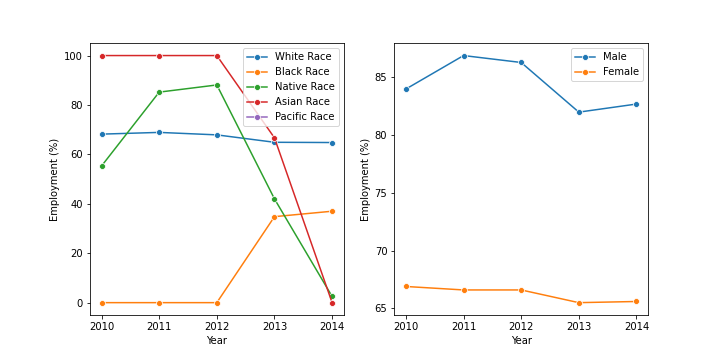 100
80
60
40
20
0
Employment (%)
2010 2011 2012 2013 2014
Year
White Race
Black Race
Native Race
Asian Race
Pacific Race
85
80
75
70
65
Employment (%)
2010 2011 2012 2013 2014
Year
Male
Female